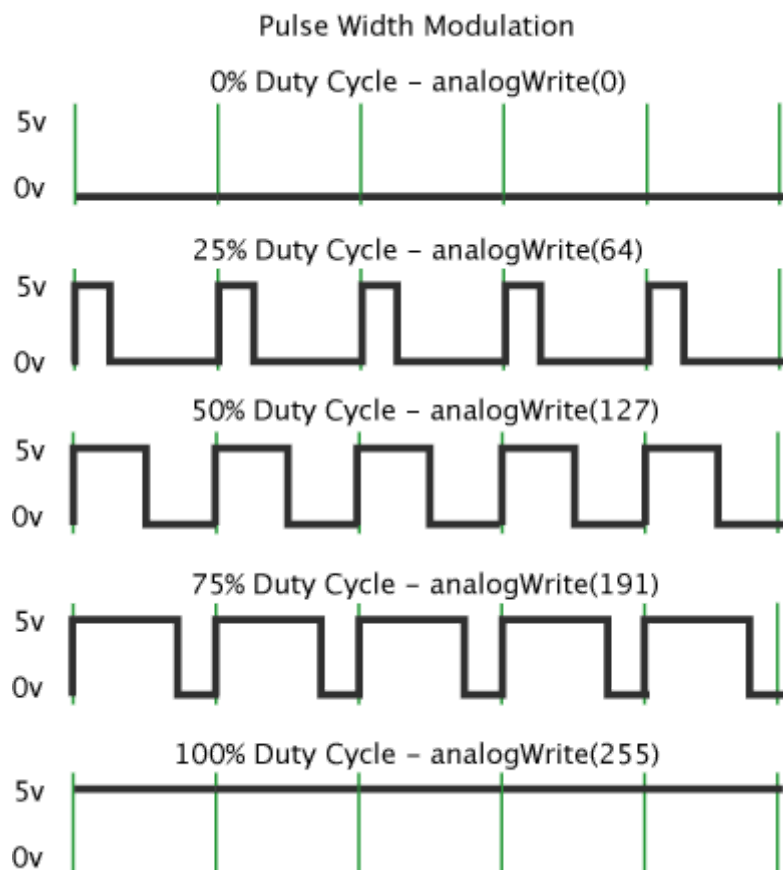 Pulse Width Modulation
0% Duty Cycle – analogWrite(0)
5v
0v
25% Duty Cycle – analogWrite(64)
5v
0v
50% Duty Cycle – analogWrite(127)
5v
0v
75% Duty Cycle – analogWrite(191)
5v
0v
100% Duty Cycle – analogWrite(255)
5v
0v